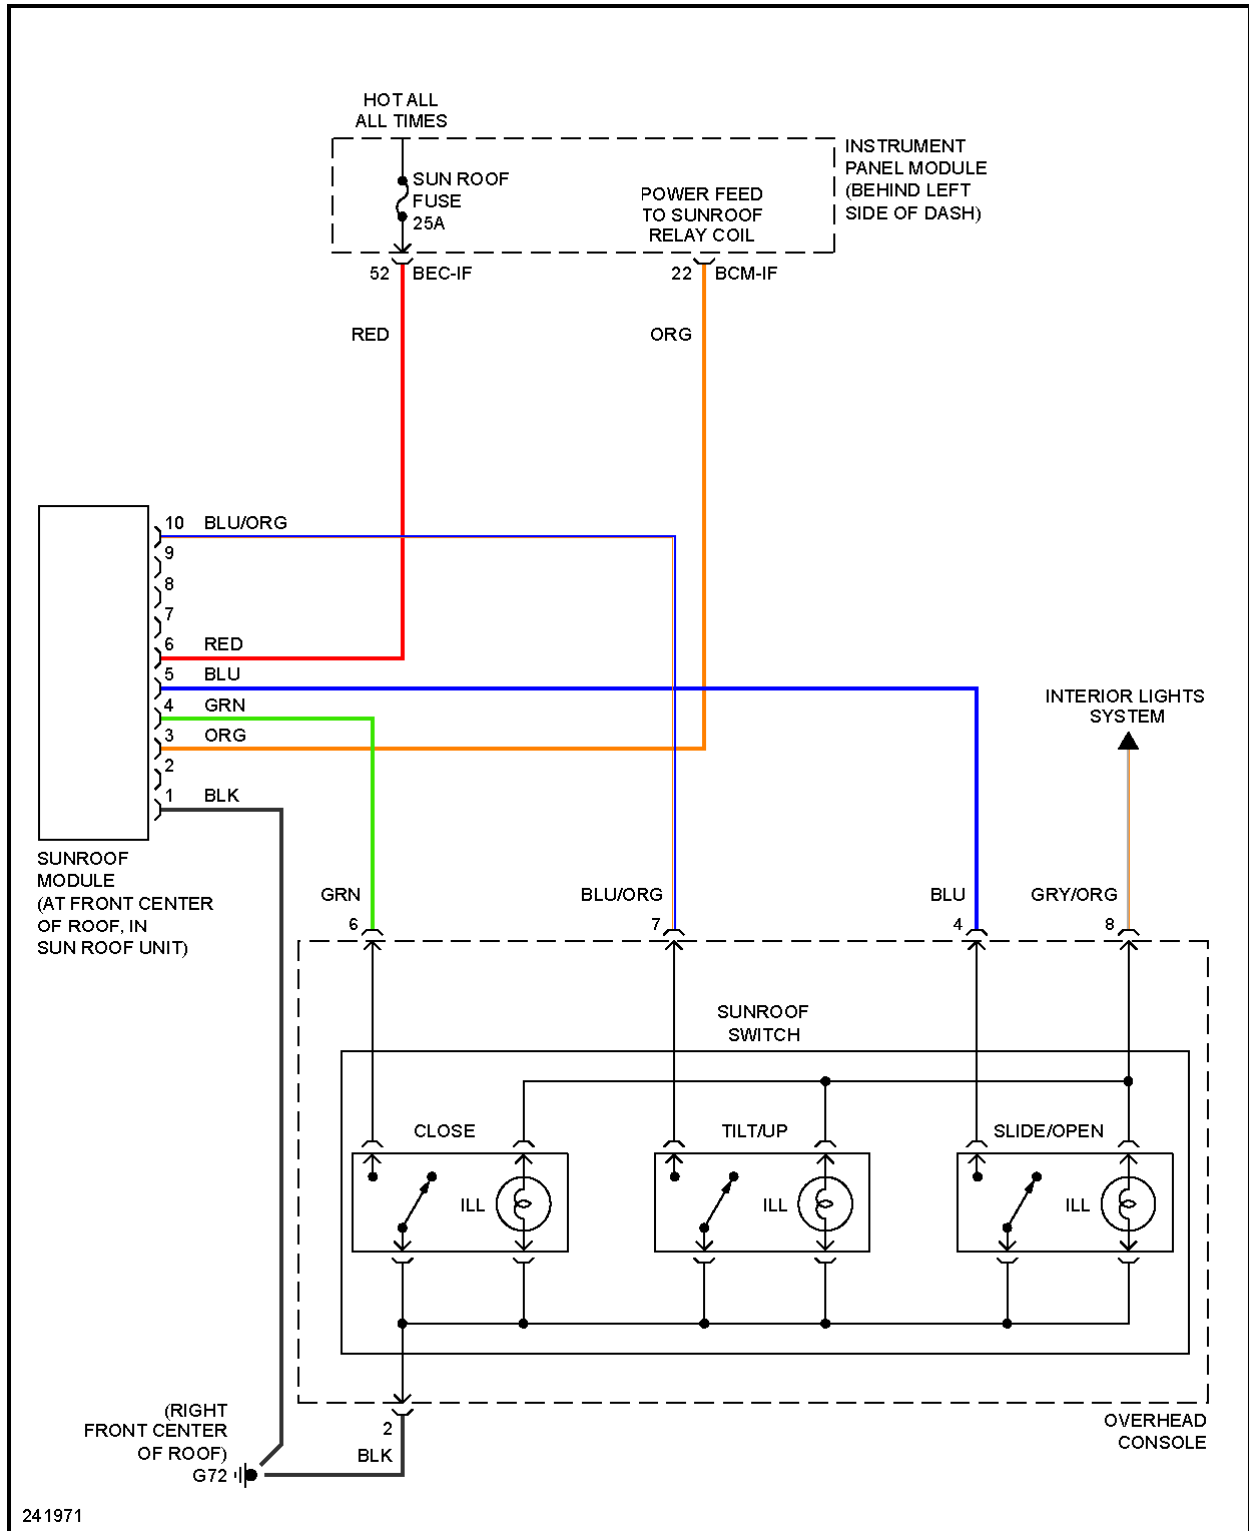 HOT ALL
ALL TIMES
SUN ROOF
FUSE
25A
POWER FEED
TO SUNROOF
RELAY COIL
INSTRUMENT
PANEL MODULE
(BEHIND LEFT
SIDE OF DASH)
52 BEC-IF
22 BCM-IF
RED
ORG
10 BLU/ORG
9
8
7
6 RED
5 BLU
4 GRN
3 ORG
2
1 BLK
SUNROOF
MODULE
(AT FRONT CENTER
OF ROOF, IN
SUN ROOF UNIT)
INTERIOR LIGHTS
SYSTEM
GRN
BLU/ORG
BLU
GRY/ORG
6
7
4
8
SUNROOF
SWITCH
CLOSE
TILT/UP
SLIDE/OPEN
ILL
ILL
ILL
(RIGHT
FRONT CENTER
OF ROOF)
G72
2
BLK
OVERHEAD
CONSOLE
241971